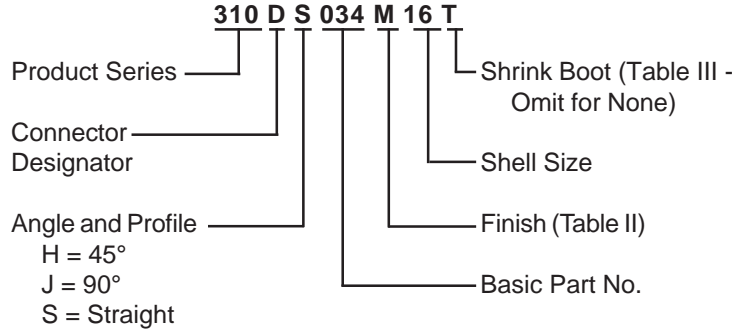 310 D S 034 M 16 T
Product Series
Connector
Designator
Angle and Profile
H = 45°
J = 90°
S = Straight
Shrink Boot (Table III -
Omit for None)
Shell Size
Finish (Table II)
Basic Part No.